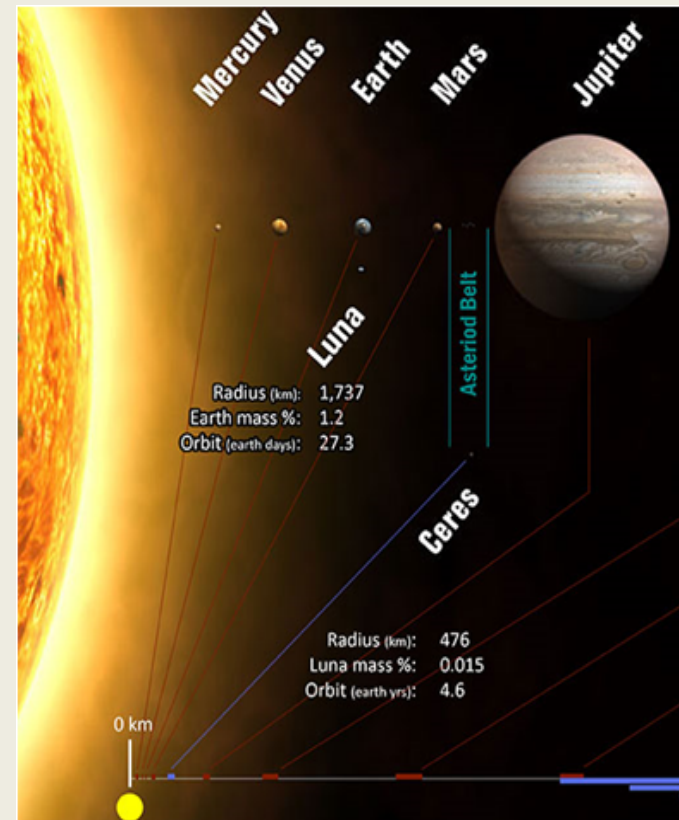 Mercury
Venus
Earth
Mars
Jupiter
Asteriod Belt
Luna
Radius (km): 1,737
Earth mass %: 1.2
Orbit (earth days): 27.3
Ceres
Radius (km): 476
Luna mass %: 0.015
Orbit (earth yrs): 4.6
0 km